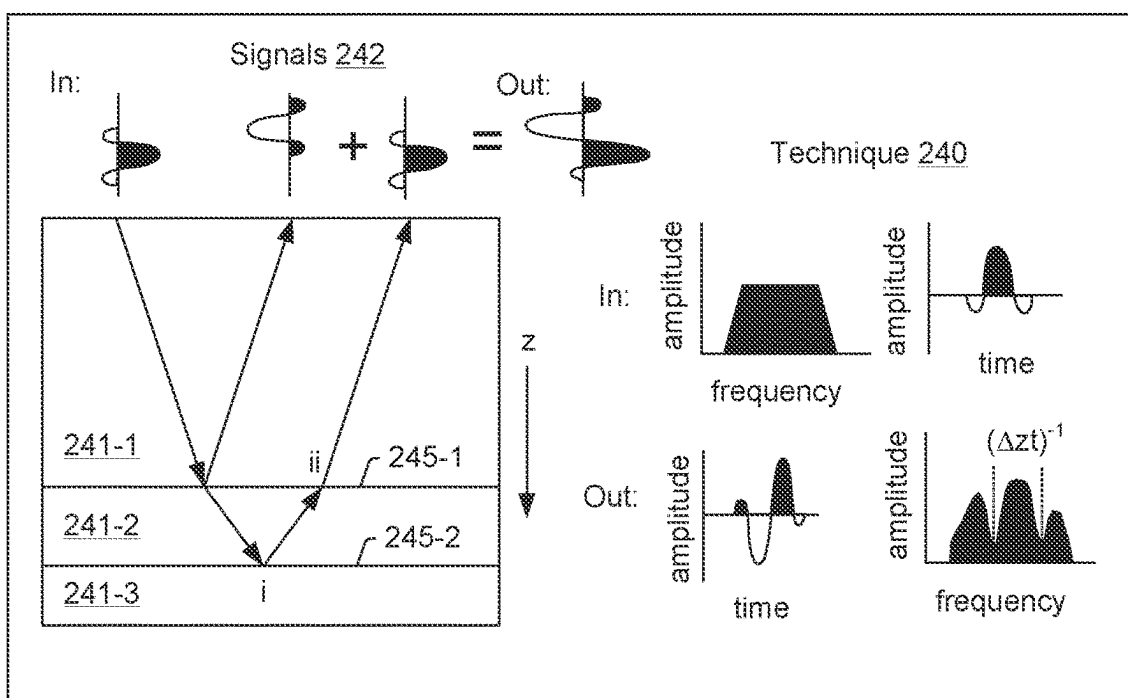 Signals 242
In:
+
=
Out:
Technique 240
z
241-1
ii
245-1
241-2
245-2
241-3
i
In:
amplitude
frequency
amplitude
time
Out:
amplitude
time
amplitude
(Δzt)⁻¹
frequency